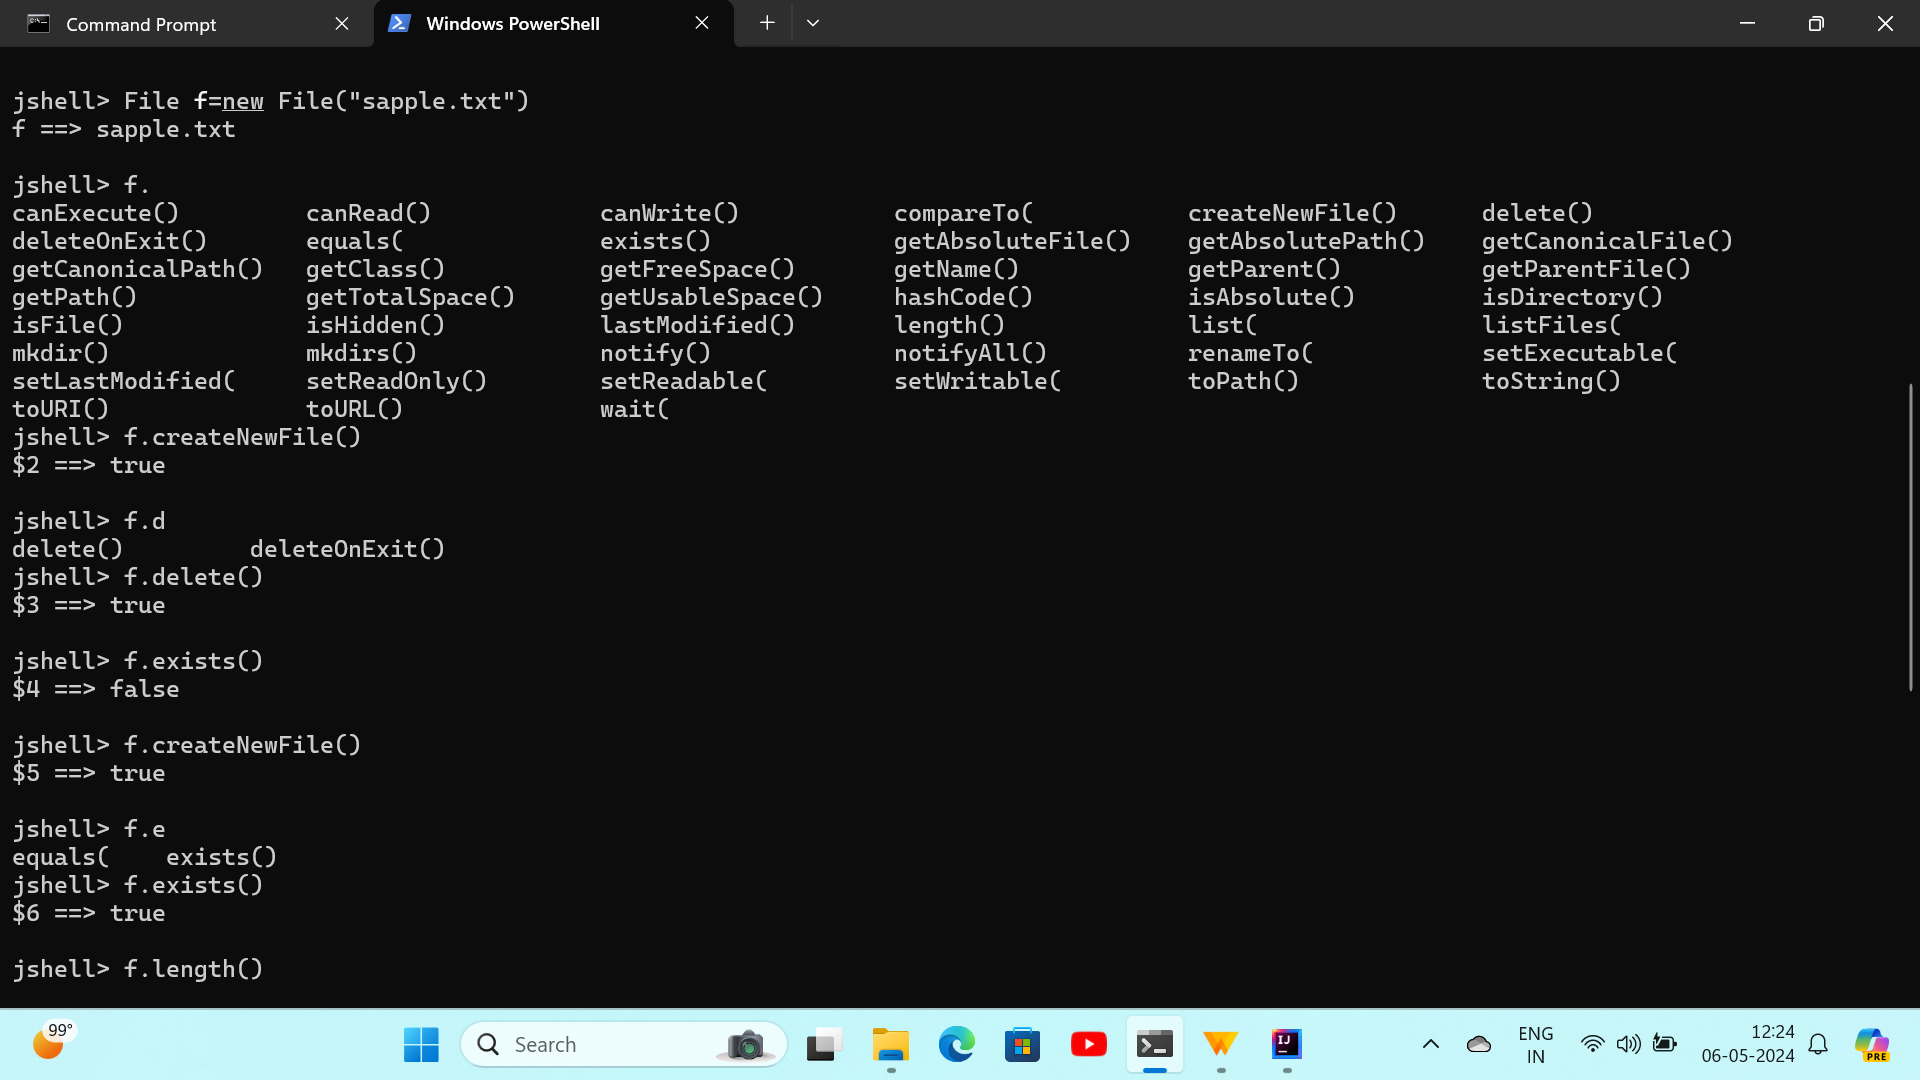 Command Prompt
Windows PowerShell
jshell> File f=new File("sapple.txt")
f ==> sapple.txt
jshell> f.
canExecute() canRead() canWrite() compareTo( createNewFile() delete()
deleteOnExit() equals( exists() getAbsoluteFile() getAbsolutePath() getCanonicalFile()
getCanonicalPath() getClass() getFreeSpace() getName() getParent() getParentFile()
getPath() getTotalSpace() getUsableSpace() hashCode() isAbsolute() isDirectory()
isFile() isHidden() lastModified() length() list( listFiles(
mkdir() mkdirs() notify() notifyAll() renameTo( setExecutable(
setLastModified( setReadOnly() setReadable( setWritable( toPath() toString()
toURI() toURL() wait(
jshell> f.createNewFile()
$2 ==> true
jshell> f.d
delete() deleteOnExit()
jshell> f.delete()
$3 ==> true
jshell> f.exists()
$4 ==> false
jshell> f.createNewFile()
$5 ==> true
jshell> f.e
equals( exists()
jshell> f.exists()
$6 ==> true
jshell> f.length()
99°
Search
IJ
ENG
IN
12:24
06-05-2024
PRE